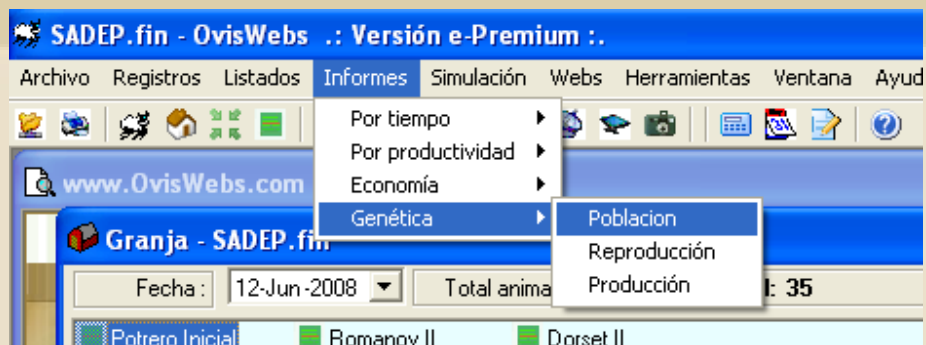 SADEP.fin - OvisWebs .: Versión e-Premium :.
Archivo Registros Listados Informes Simulación Webs Herramientas Ventana Ayud
Por tiempo
Por productividad
www.OvisWebs.com
Economía
Genética
Poblacion
Granja - SADEP.fin
Reproducción
Producción
Fecha : 12-Jun-2008 Total anima l: 35
Potrero Inicial Romanov II Dorset II